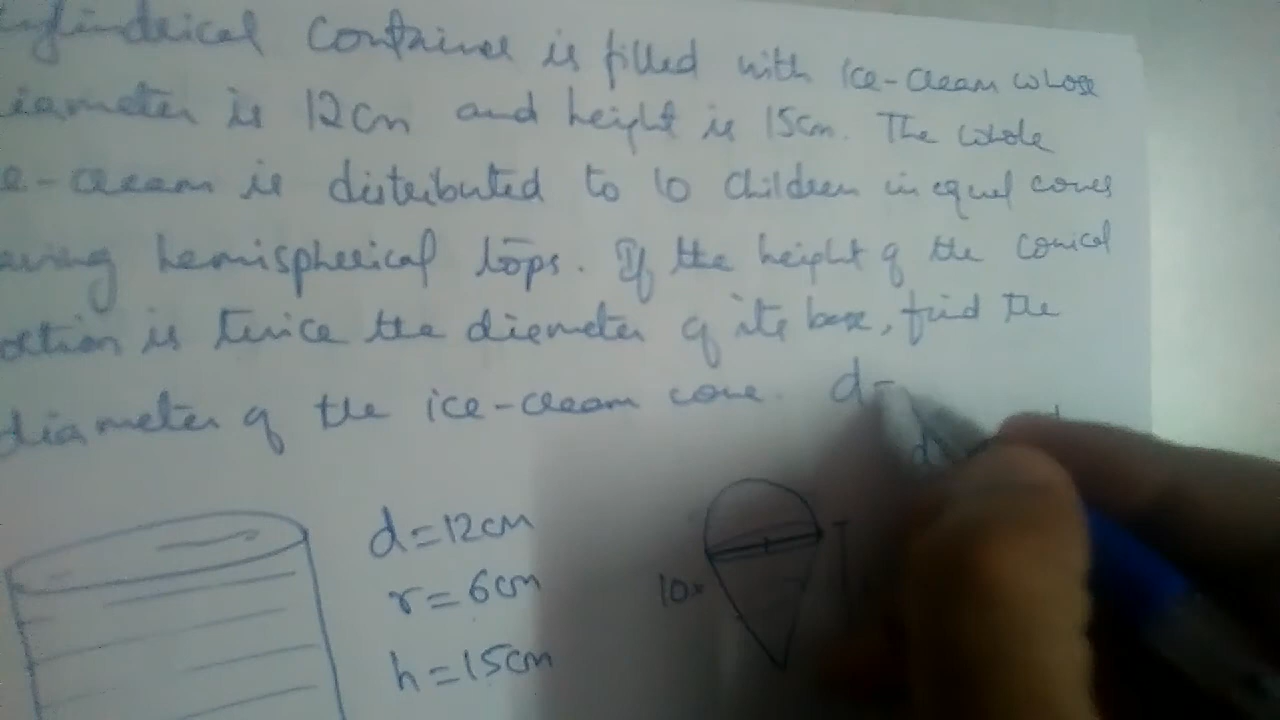 cylindrical container is filled with ice-cream whose
diameter is 12cm and height is 15cm. The whole
ice-cream is distributed to 10 children in equal cones
having hemispherical tops. If the height of the conical
portion is twice the diameter of its base, find the
diameter of the ice-cream cone. d=
d
d=12cm
r=6cm
10×
h=15cm